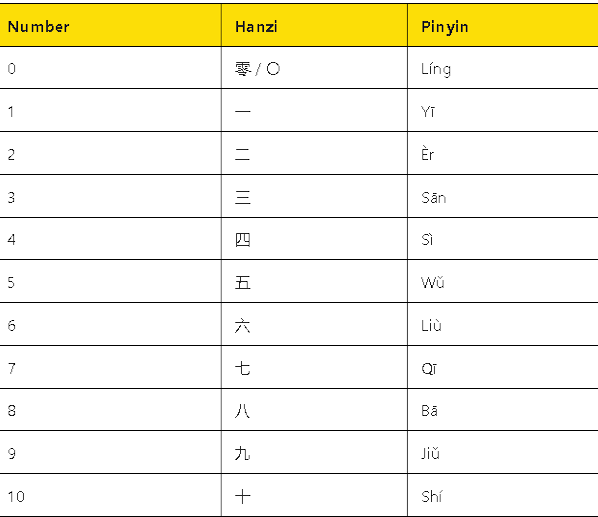 Number Hanzi Pinyin
0 零 / 〇 Líng
1 一 Yī
2 二 Èr
3 三 Sān
4 四 Sì
5 五 Wǔ
6 六 Liù
7 七 Qī
8 八 Bā
9 九 Jiǔ
10 十 Shí